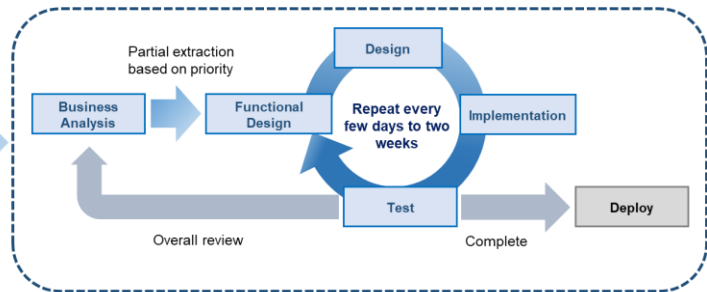 Design
Partial extraction
based on priority
Business
Analysis
Functional
Design
Repeat every
few days to two
weeks
Implementation
Test
Deploy
Overall review
Complete